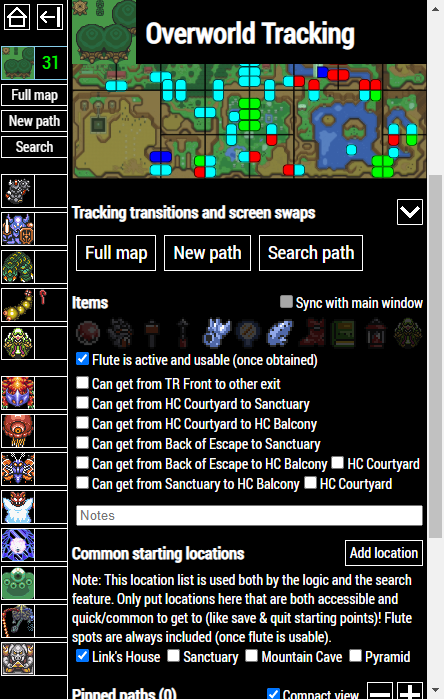 Overworld Tracking
31
Full map
New path
Search
Tracking transitions and screen swaps
Full map
New path
Search path
Items
Sync with main window
Flute is active and usable (once obtained)
Can get from TR Front to other exit
Can get from HC Courtyard to Sanctuary
Can get from HC Courtyard to HC Balcony
Can get from Back of Escape to Sanctuary
Can get from Back of Escape to HC Balcony HC Courtyard
Can get from Sanctuary to HC Balcony HC Courtyard
Notes
Common starting locations
Add location
Note: This location list is used both by the logic and the search
feature. Only put locations here that are both accessible and
quick/common to get to (like save & quit starting points)! Flute
spots are always included (once flute is usable).
Link's House Sanctuary Mountain Cave Pyramid
Pinned paths (0)
Compact view